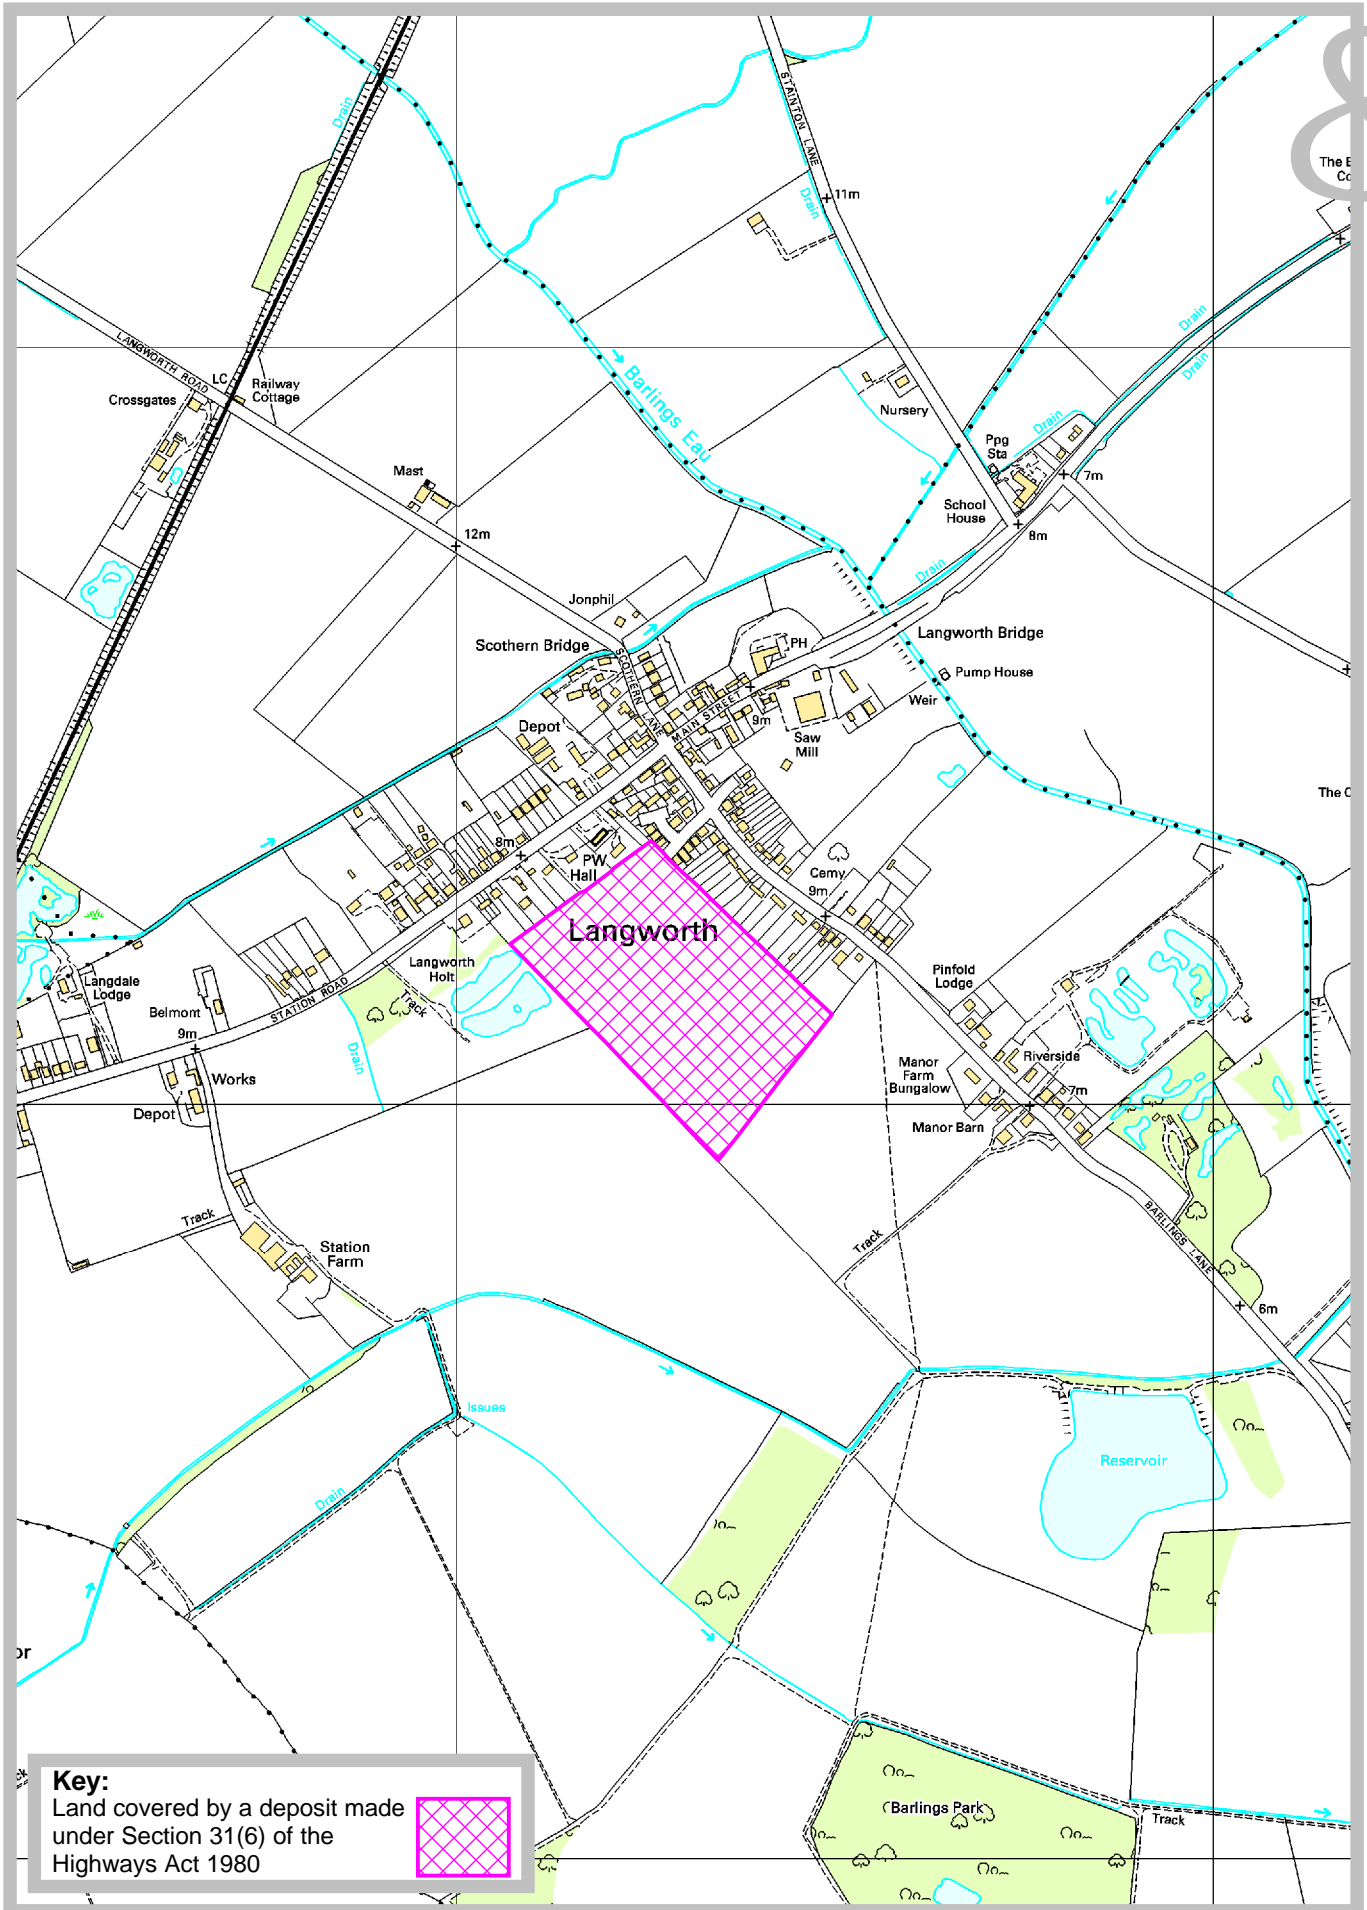 &
STAINTON LANE
Drain
Drain
11m
The
Drain
Drain
LANGWORTH ROAD
LC
Railway
Cottage
Crossgates
Barlings Eau
Nursery
Drain
Ppg
Sta
Mast
7m
School
House
12m
8m
Drain
Jonphil
Scothern Bridge
SCOTHERN LANE
PH
Langworth Bridge
Pump House
MAIN STREET
9m
Weir
Depot
Saw
Mill
The
8m
PW
Hall
Cemy
9m
Langworth
Langworth
Holt
Pinfold
Lodge
Langdale
Lodge
Belmont
STATION ROAD
Track
9m
Drain
Works
Depot
Manor
Farm
Bungalow
Riverside
7m
Manor Barn
BARLINGS LANE
Track
Track
Station
Farm
6m
Issues
Reservoir
Drain
or
Barlings Park
Track
Key:
Land covered by a deposit made
under Section 31(6) of the
Highways Act 1980